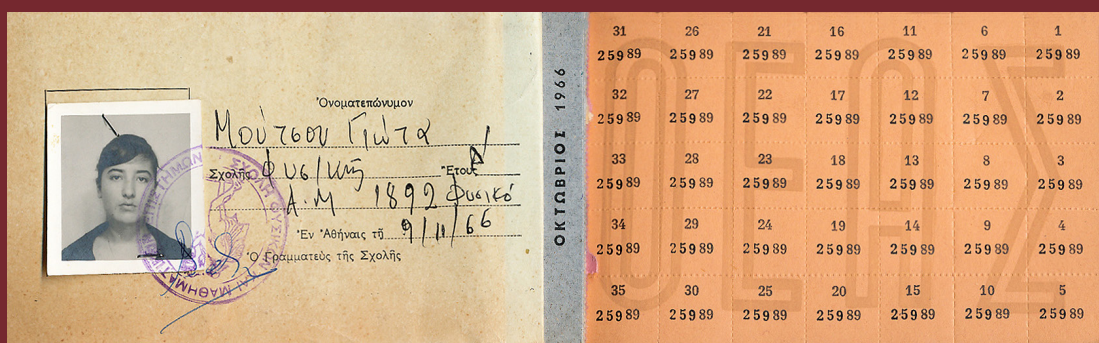 Ὀνοματεπώνυμον
Μούτσου Γιώτα
Σχολῆς Φυσ/κῆς Ἔτους Δ΄
Α.Μ 1892 Φυσικό
Ἐν Ἀθήναις τῇ 9/11/66
Ὁ Γραμματεὺς τῆς Σχολῆς
ΟΚΤΩΒΡΙΟΣ 1966
31 26 21 16 11 6 1
25989 25989 25989 25989 25989 25989 25989
32 27 22 17 12 7 2
25989 25989 25989 25989 25989 25989 25989
33 28 23 18 13 8 3
25989 25989 25989 25989 25989 25989 25989
34 29 24 19 14 9 4
25989 25989 25989 25989 25989 25989 25989
35 30 25 20 15 10 5
25989 25989 25989 25989 25989 25989 25989